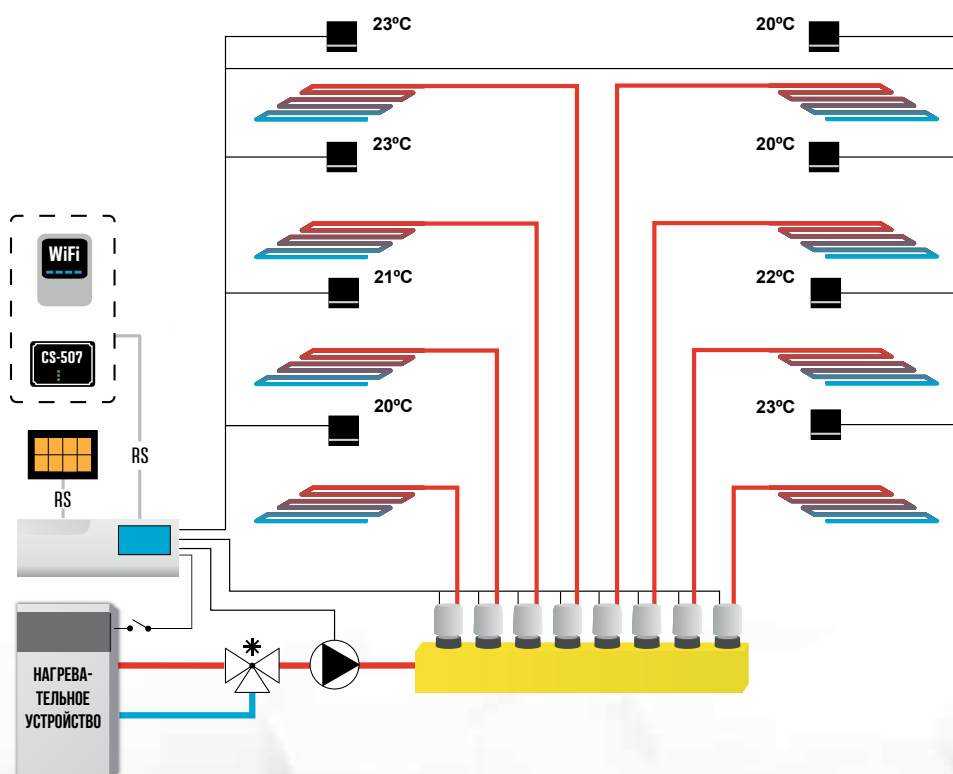 23ºC
20ºC
23ºC
20ºC
WiFi
21ºC
22ºC
CS-507
20ºC
23ºC
RS
RS
*
НАГРЕВА-
ТЕЛЬНОЕ
УСТРОЙСТВО